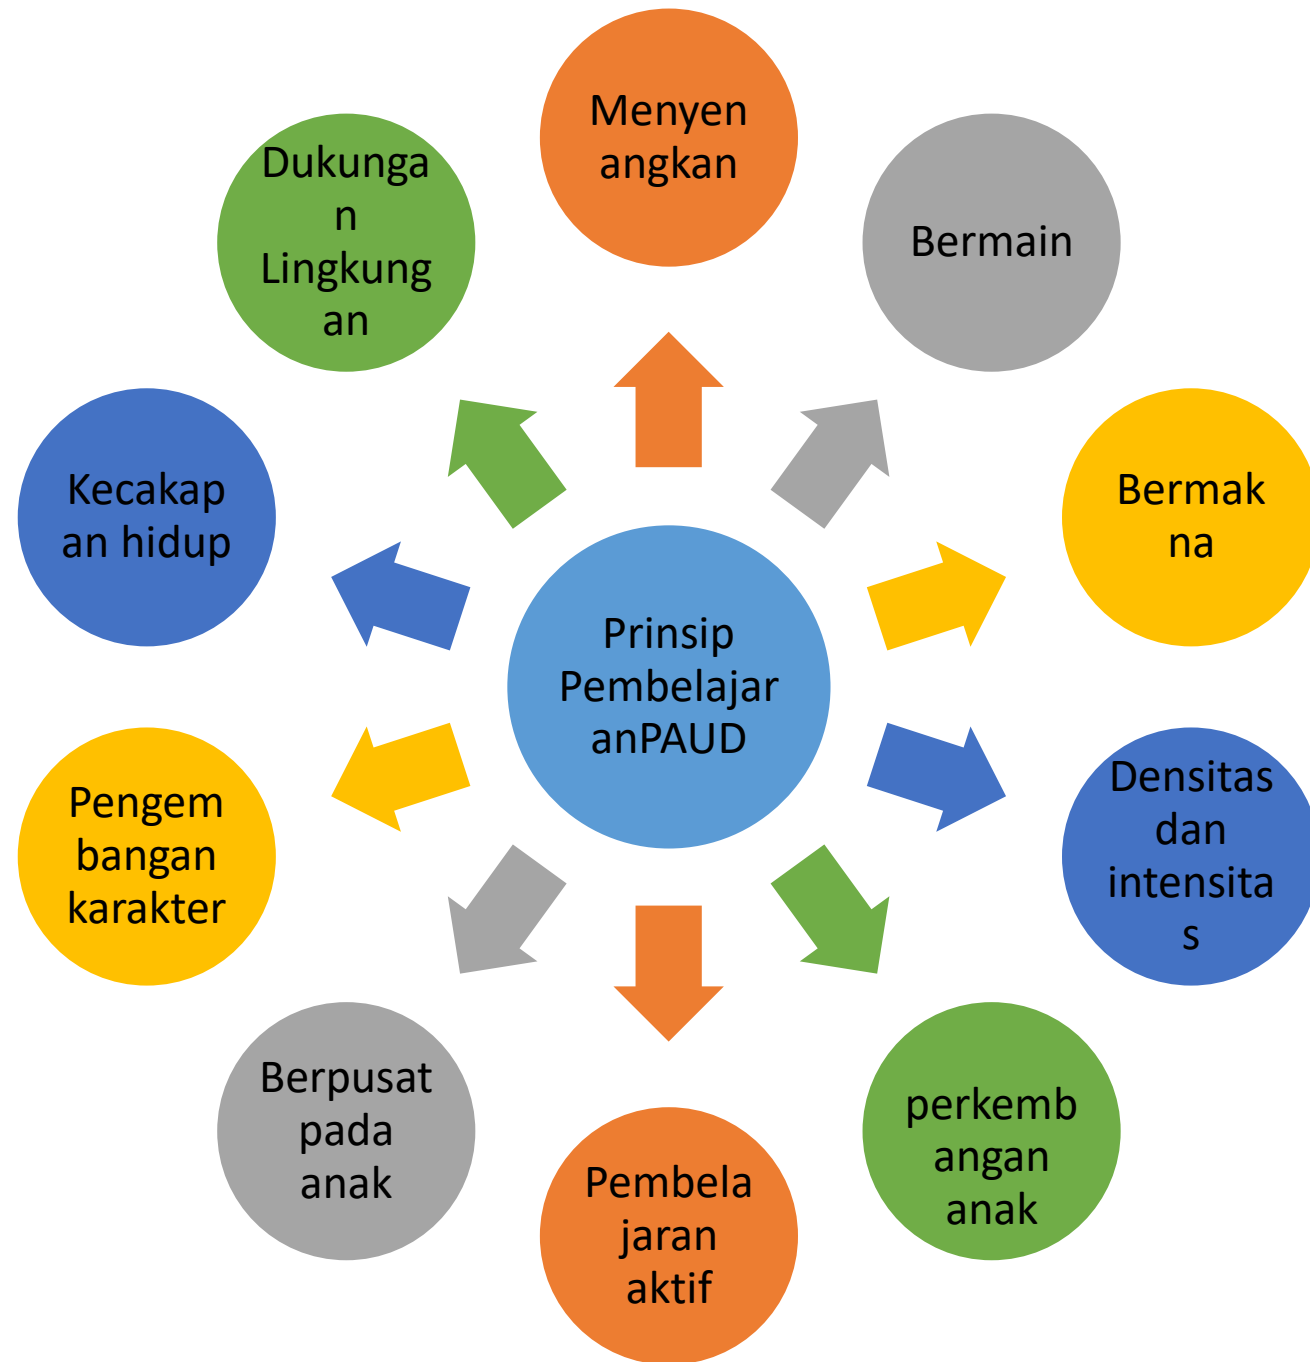 Menyen
angkan
Bermain
Bermak
na
Densitas
dan
intensita
s
perkemb
angan
anak
Pembela
jaran
aktif
Berpusat
pada
anak
Pengem
bangan
karakter
Kecakap
an hidup
Dukunga
n
Lingkung
an
Prinsip
Pembelajar
anPAUD